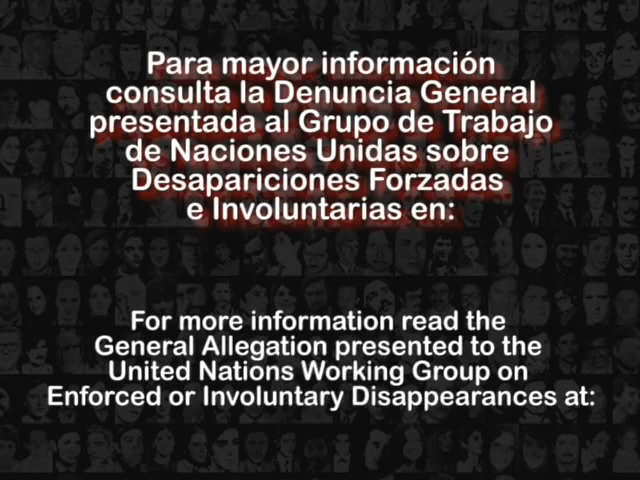 Para mayor información
consulta la Denuncia General
presentada al Grupo de Trabajo
de Naciones Unidas sobre
Desapariciones Forzadas
e Involuntarias en:
For more information read the
General Allegation presented to the
United Nations Working Group on
Enforced or Involuntary Disappearances at: